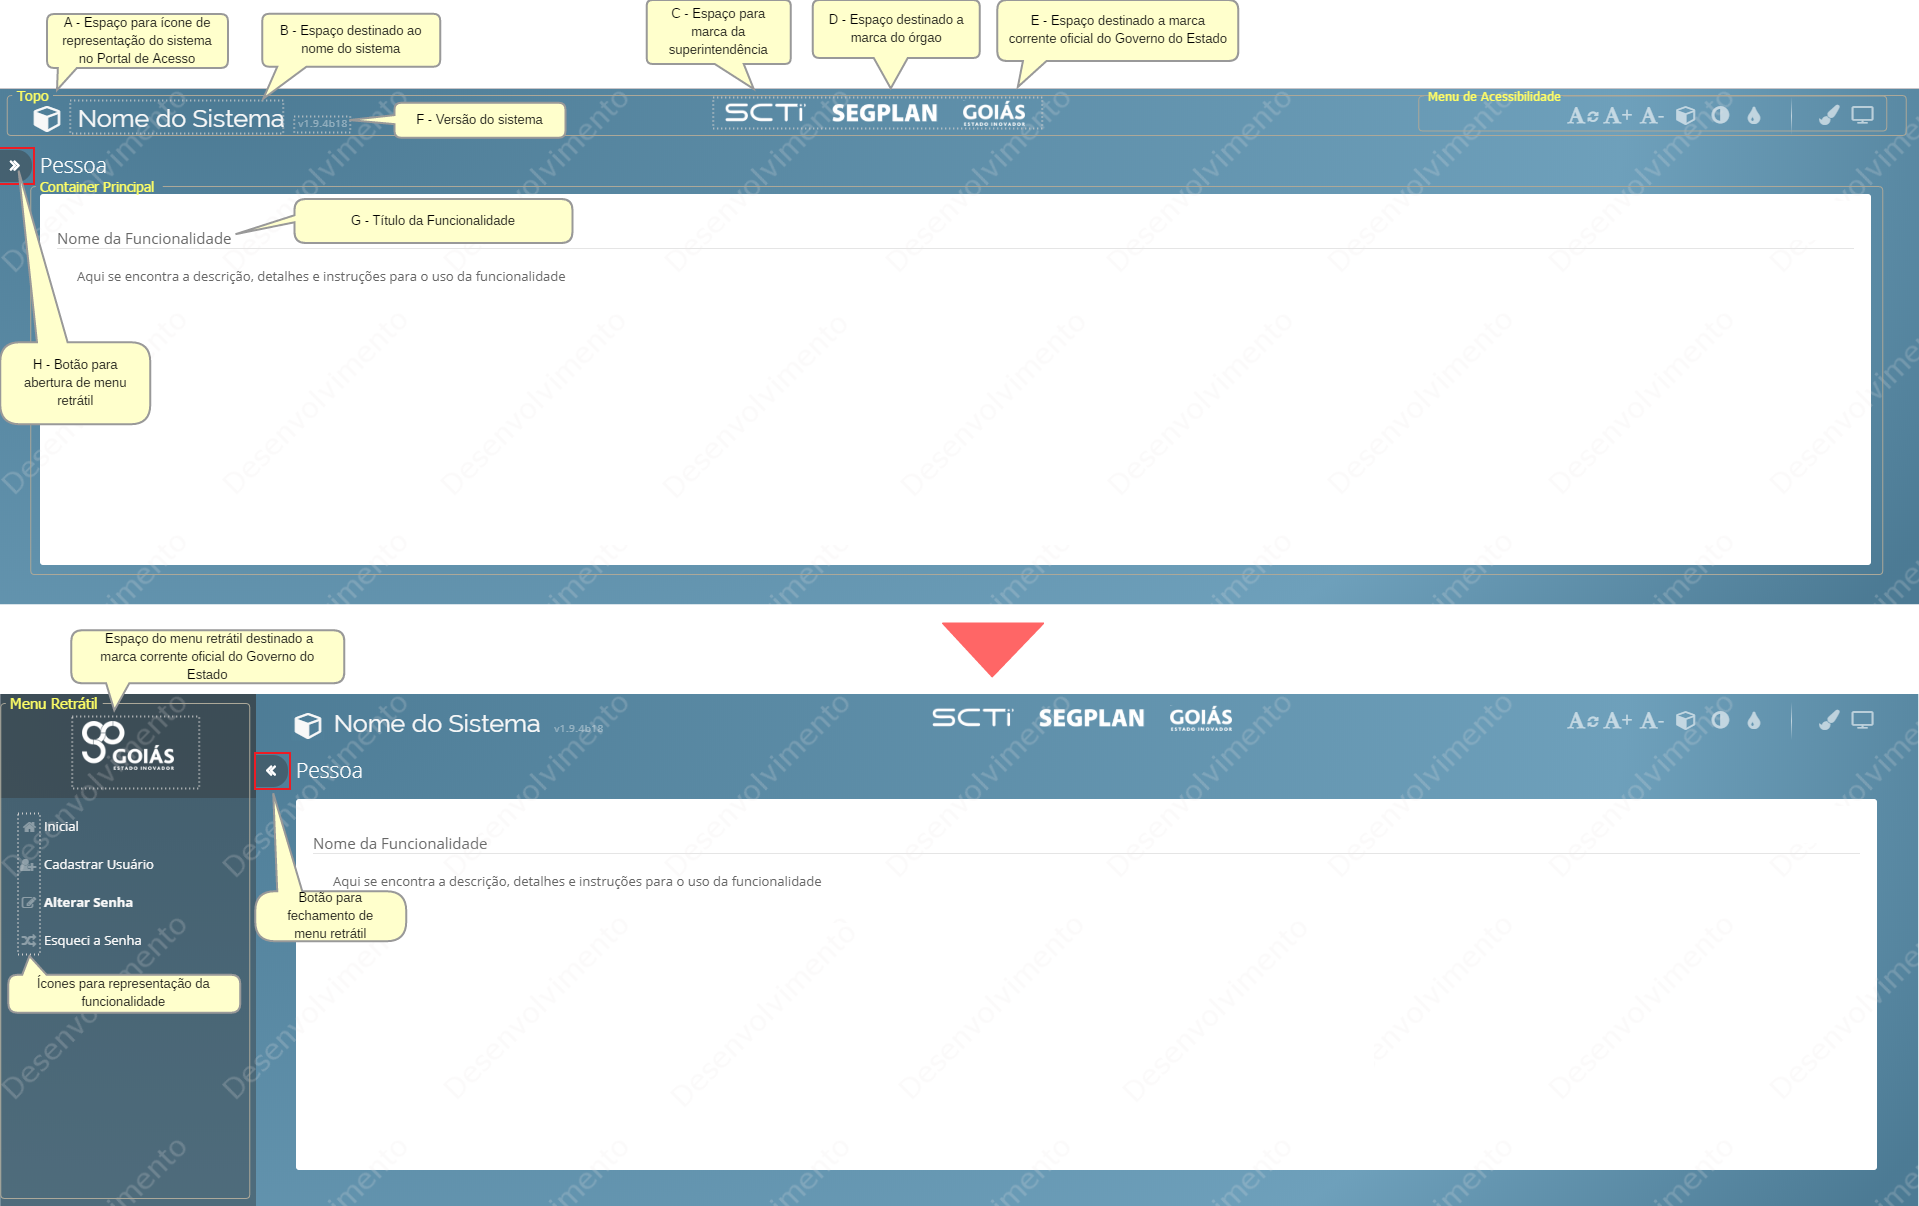 A - Espaço para ícone de
representação do sistema
no Portal de Acesso
B - Espaço destinado ao
nome do sistema
C - Espaço para
marca da
superintendência
D - Espaço destinado a
marca do órgao
E - Espaço destinado a marca
corrente oficial do Governo do Estado
Topo
Nome do Sistema
v1.9.4b18
F - Versão do sistema
SCTi
SEGPLAN
GOIÁS
ESTADO INOVADOR
Menu de Acessibilidade
A A+ A-
Pessoa
Container Principal
G - Título da Funcionalidade
Nome da Funcionalidade
Aqui se encontra a descrição, detalhes e instruções para o uso da funcionalidade
H - Botão para
abertura de menu
retrátil
Desenvolvimento
Espaço do menu retrátil destinado a
marca corrente oficial do Governo do
Estado
Menu Retrátil
go
GOIÁS
ESTADO INOVADOR
Nome do Sistema
v1.9.4b18
SCTi
SEGPLAN
GOIÁS
ESTADO INOVADOR
A A+ A-
Pessoa
Inicial
Cadastrar Usuário
Alterar Senha
Esqueci a Senha
Nome da Funcionalidade
Aqui se encontra a descrição, detalhes e instruções para o uso da funcionalidade
Botão para
fechamento de
menu retrátil
Ícones para representação da
funcionalidade
Desenvolvimento